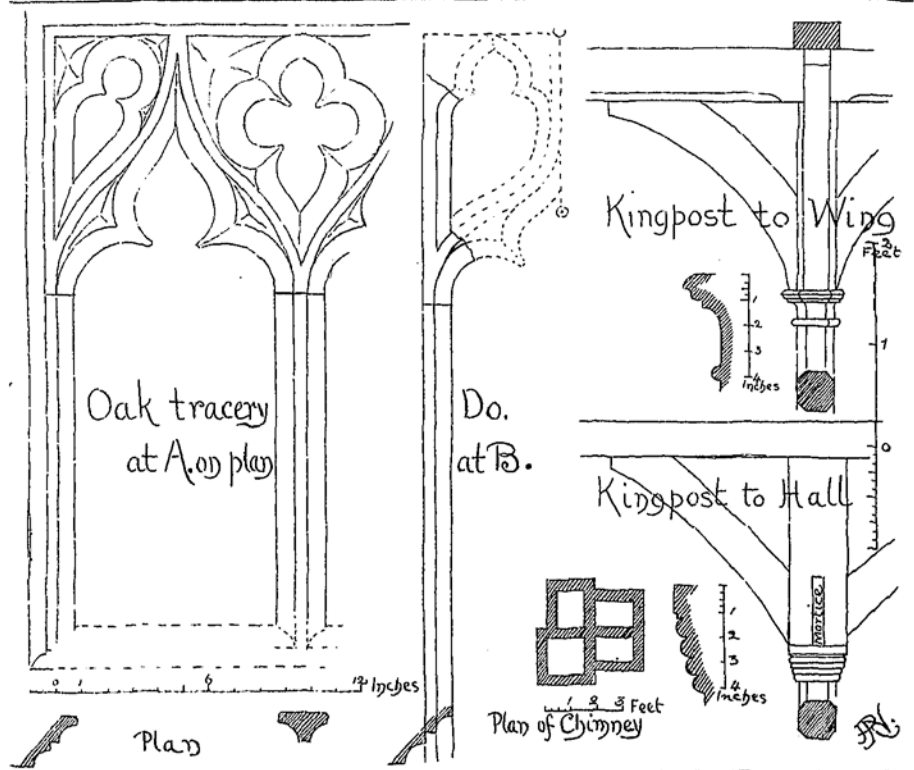 Kingpost to Wing
2
Feet
1
2
3
4
Inches
1
Oak tracery
at A. on plan
Do.
at B.
0
Kingpost to Hall
Mortice
1
2
3
4
Inches
0 1 6 12 Inches
1 2 3 Feet
Plan of Chimney
Plan